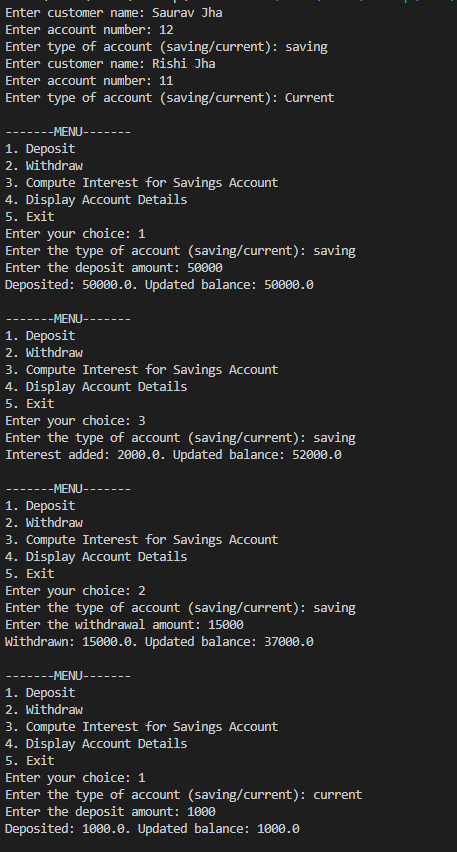 Enter customer name: Saurav Jha
Enter account number: 12
Enter type of account (saving/current): saving
Enter customer name: Rishi Jha
Enter account number: 11
Enter type of account (saving/current): Current
-------MENU-------
1. Deposit
2. Withdraw
3. Compute Interest for Savings Account
4. Display Account Details
5. Exit
Enter your choice: 1
Enter the type of account (saving/current): saving
Enter the deposit amount: 50000
Deposited: 50000.0. Updated balance: 50000.0
-------MENU-------
1. Deposit
2. Withdraw
3. Compute Interest for Savings Account
4. Display Account Details
5. Exit
Enter your choice: 3
Enter the type of account (saving/current): saving
Interest added: 2000.0. Updated balance: 52000.0
-------MENU-------
1. Deposit
2. Withdraw
3. Compute Interest for Savings Account
4. Display Account Details
5. Exit
Enter your choice: 2
Enter the type of account (saving/current): saving
Enter the withdrawal amount: 15000
Withdrawn: 15000.0. Updated balance: 37000.0
-------MENU-------
1. Deposit
2. Withdraw
3. Compute Interest for Savings Account
4. Display Account Details
5. Exit
Enter your choice: 1
Enter the type of account (saving/current): current
Enter the deposit amount: 1000
Deposited: 1000.0. Updated balance: 1000.0